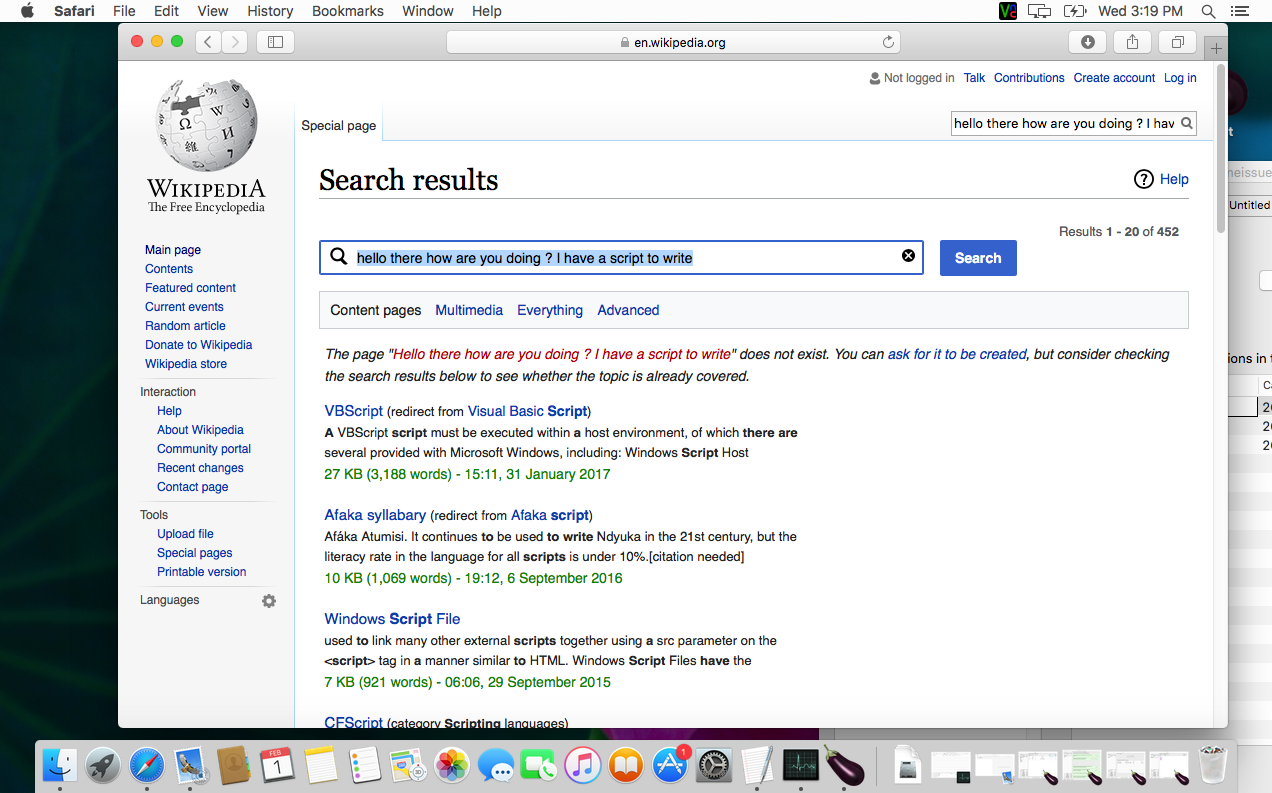 Safari File Edit View History Bookmarks Window Help
Wed 3:19 PM
en.wikipedia.org
Not logged in Talk Contributions Create account Log in
Special page
hello there how are you doing ? I hav
WIKIPEDIA
The Free Encyclopedia
Search results
Help
Results 1 - 20 of 452
hello there how are you doing ? I have a script to write
Search
Content pages Multimedia Everything Advanced
The page "Hello there how are you doing ? I have a script to write" does not exist. You can ask for it to be created, but consider checking
the search results below to see whether the topic is already covered.
VBScript (redirect from Visual Basic Script)
A VBScript script must be executed within a host environment, of which there are
several provided with Microsoft Windows, including: Windows Script Host
27 KB (3,188 words) - 15:11, 31 January 2017
Afaka syllabary (redirect from Afaka script)
Afáka Atumisi. It continues to be used to write Ndyuka in the 21st century, but the
literacy rate in the language for all scripts is under 10%.[citation needed]
10 KB (1,069 words) - 19:12, 6 September 2016
Windows Script File
used to link many other external scripts together using a src parameter on the
<script> tag in a manner similar to HTML. Windows Script Files have the
7 KB (921 words) - 06:06, 29 September 2015
CFScript (category Scripting languages)
Main page
Contents
Featured content
Current events
Random article
Donate to Wikipedia
Wikipedia store
Interaction
Help
About Wikipedia
Community portal
Recent changes
Contact page
Tools
Upload file
Special pages
Printable version
Languages
Untitled
FEB
1
1